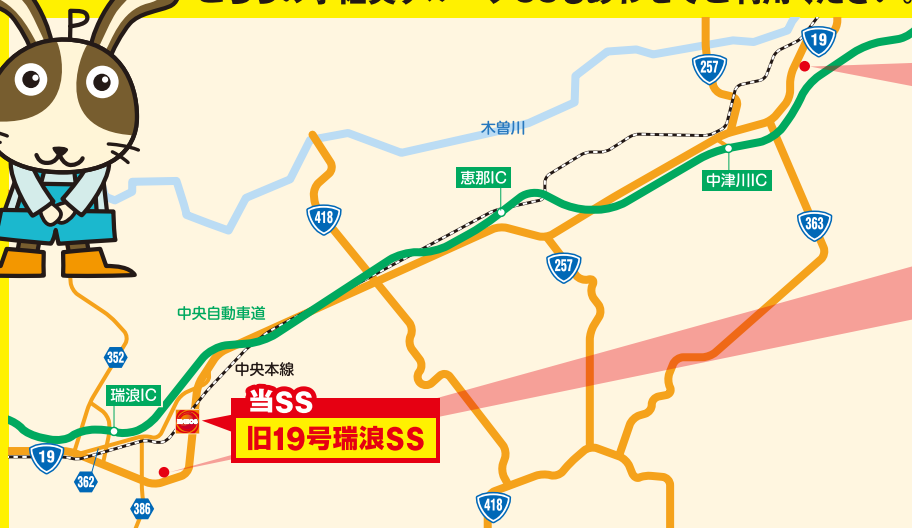 P
19
257
木曽川
恵那IC
中津川IC
418
363
257
中央自動車道
352
中央本線
瑞浪IC
当SS
旧19号瑞浪SS
19
362
386
418